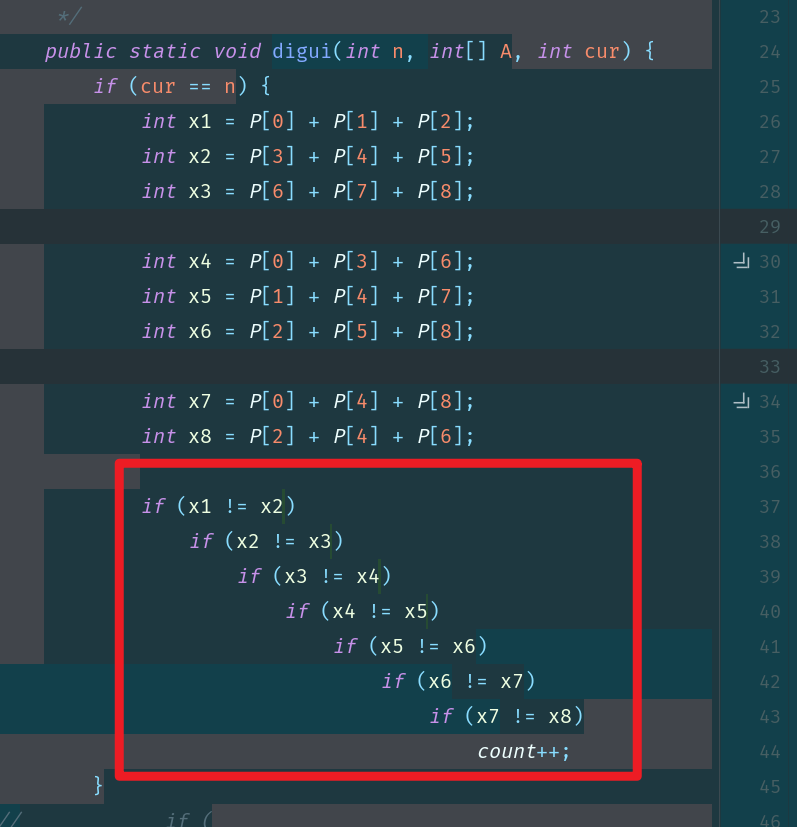 */ 23
public static void digui(int n, int[] A, int cur) { 24
if (cur == n) { 25
int x1 = P[0] + P[1] + P[2]; 26
int x2 = P[3] + P[4] + P[5]; 27
int x3 = P[6] + P[7] + P[8]; 28
29
int x4 = P[0] + P[3] + P[6]; 30
int x5 = P[1] + P[4] + P[7]; 31
int x6 = P[2] + P[5] + P[8]; 32
33
int x7 = P[0] + P[4] + P[8]; 34
int x8 = P[2] + P[4] + P[6]; 35
36
if (x1 != x2) 37
if (x2 != x3) 38
if (x3 != x4) 39
if (x4 != x5) 40
if (x5 != x6) 41
if (x6 != x7) 42
if (x7 != x8) 43
count++; 44
} 45
// if ( 46